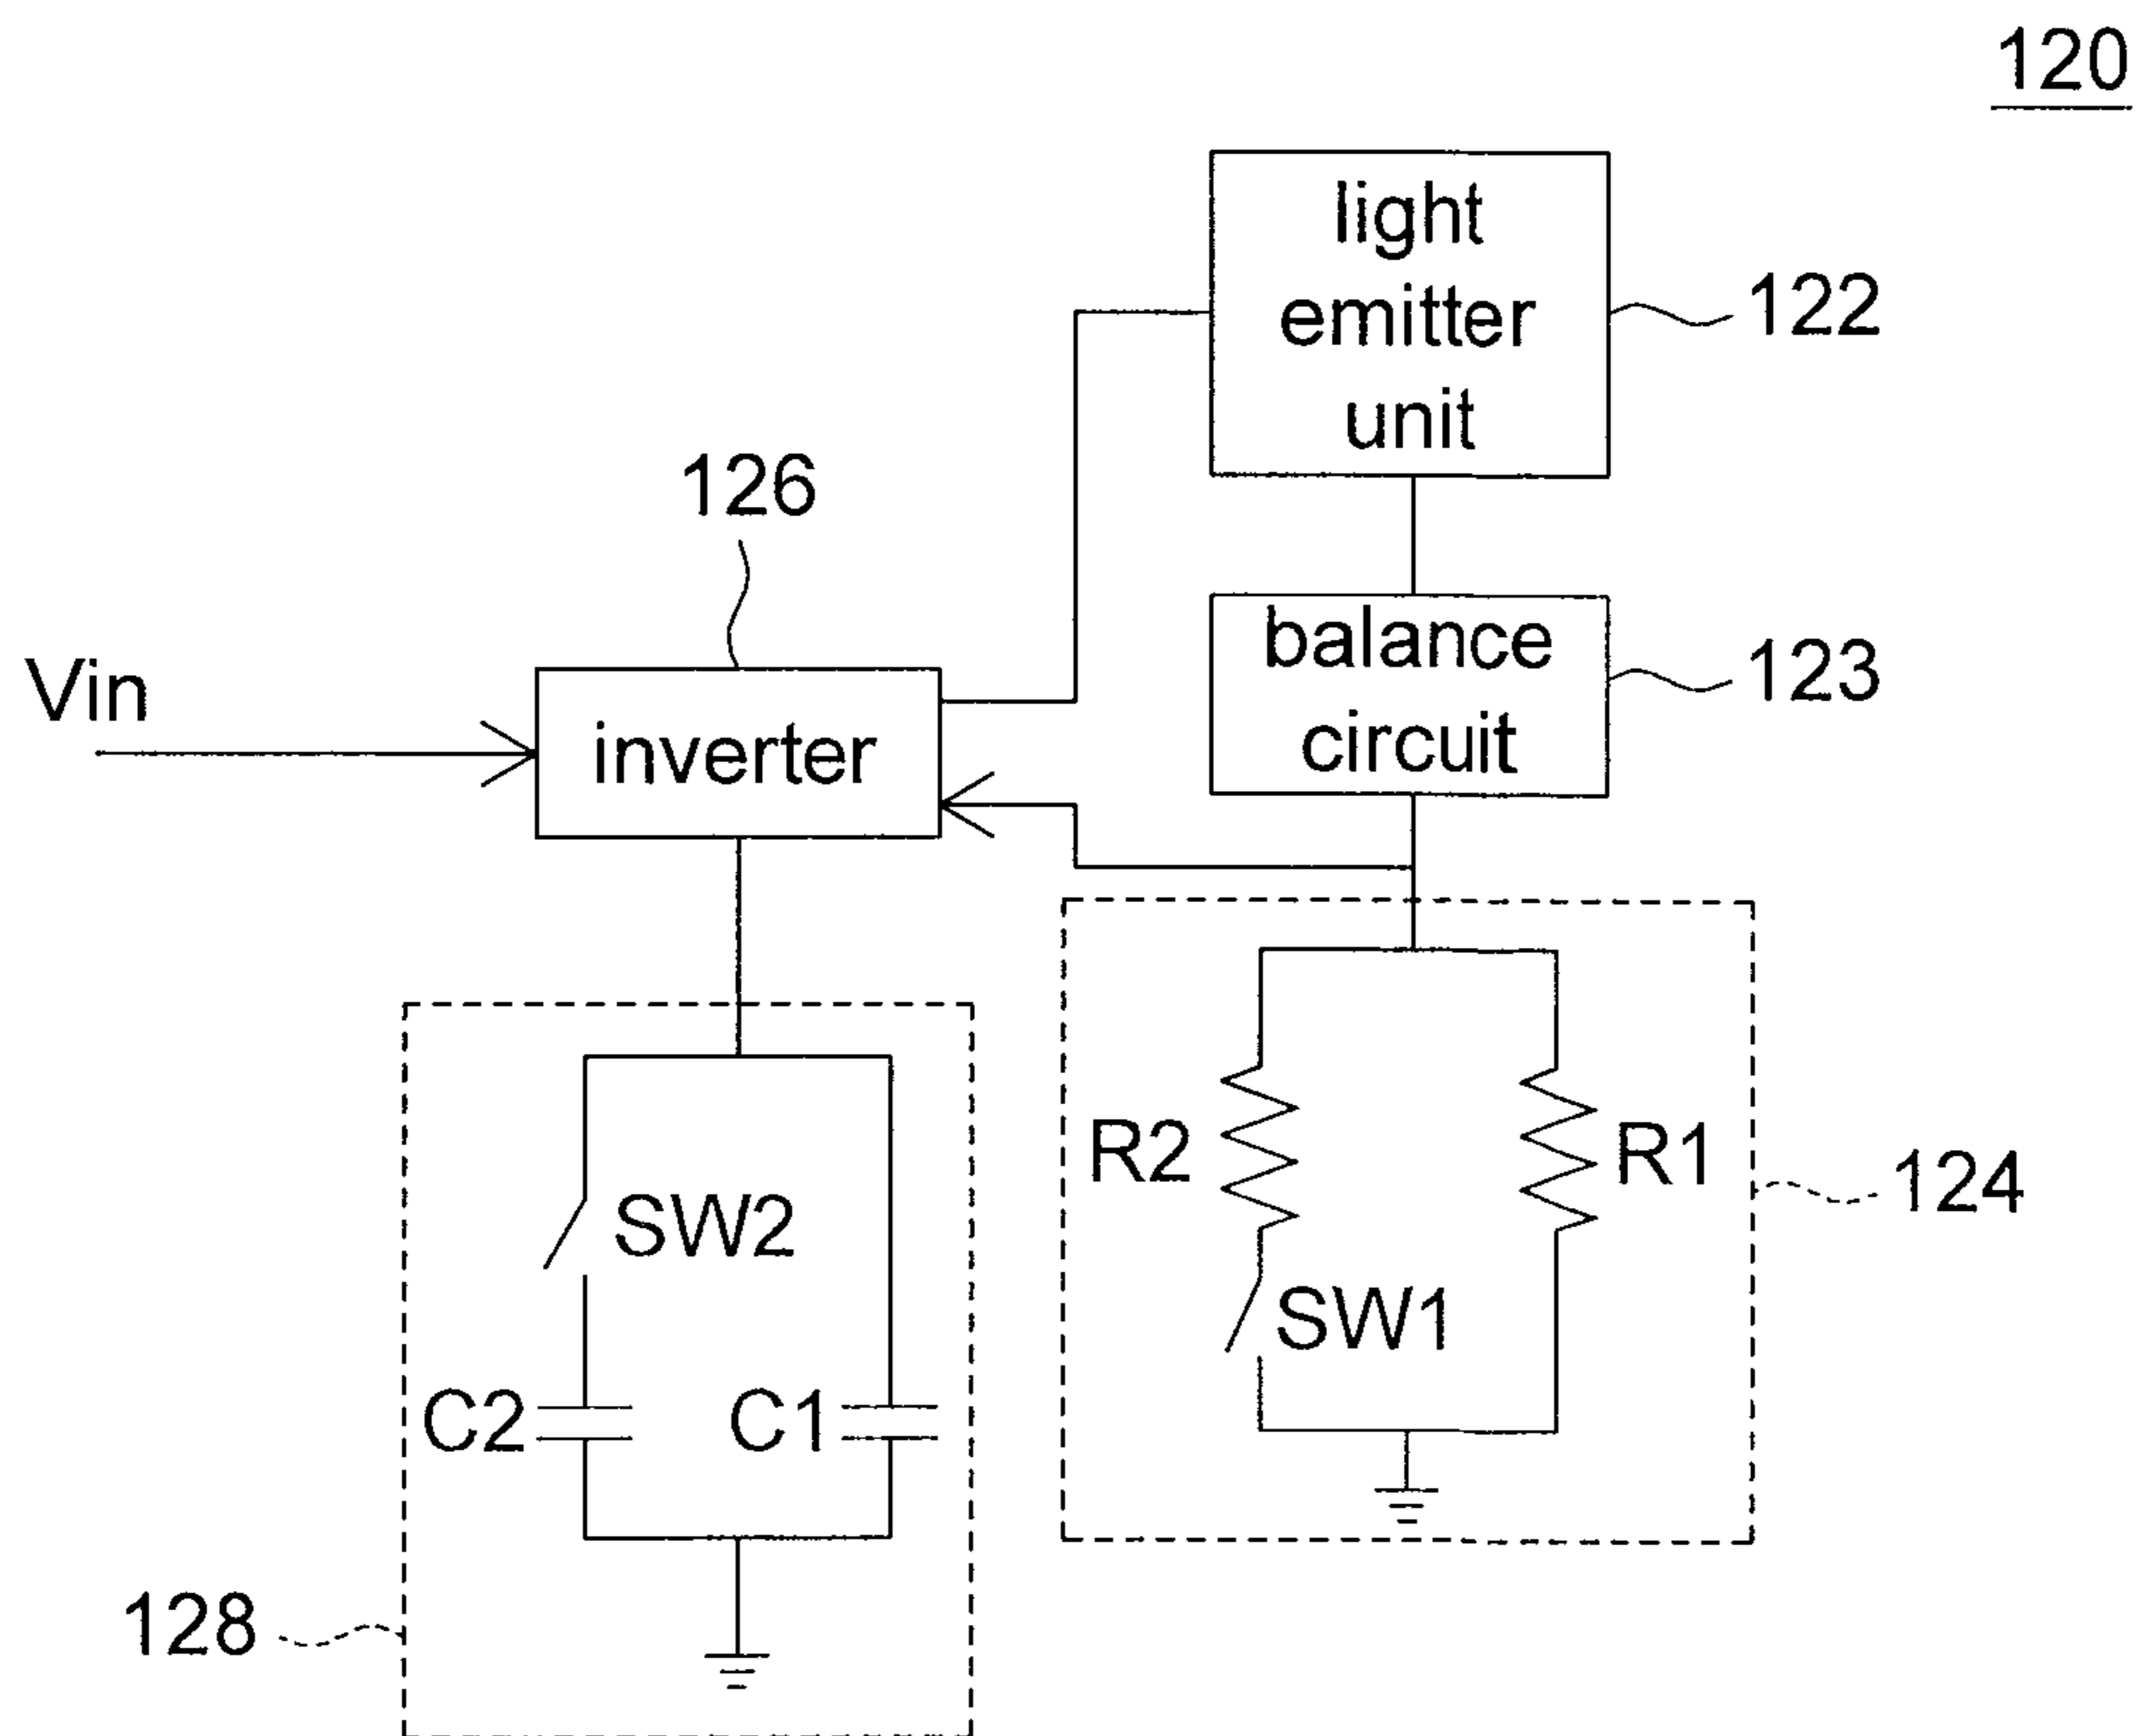 120
light
emitter
unit
122
126
balance
circuit
123
Vin
inverter
R2
R1
124
SW2
SW1
C2
C1
128